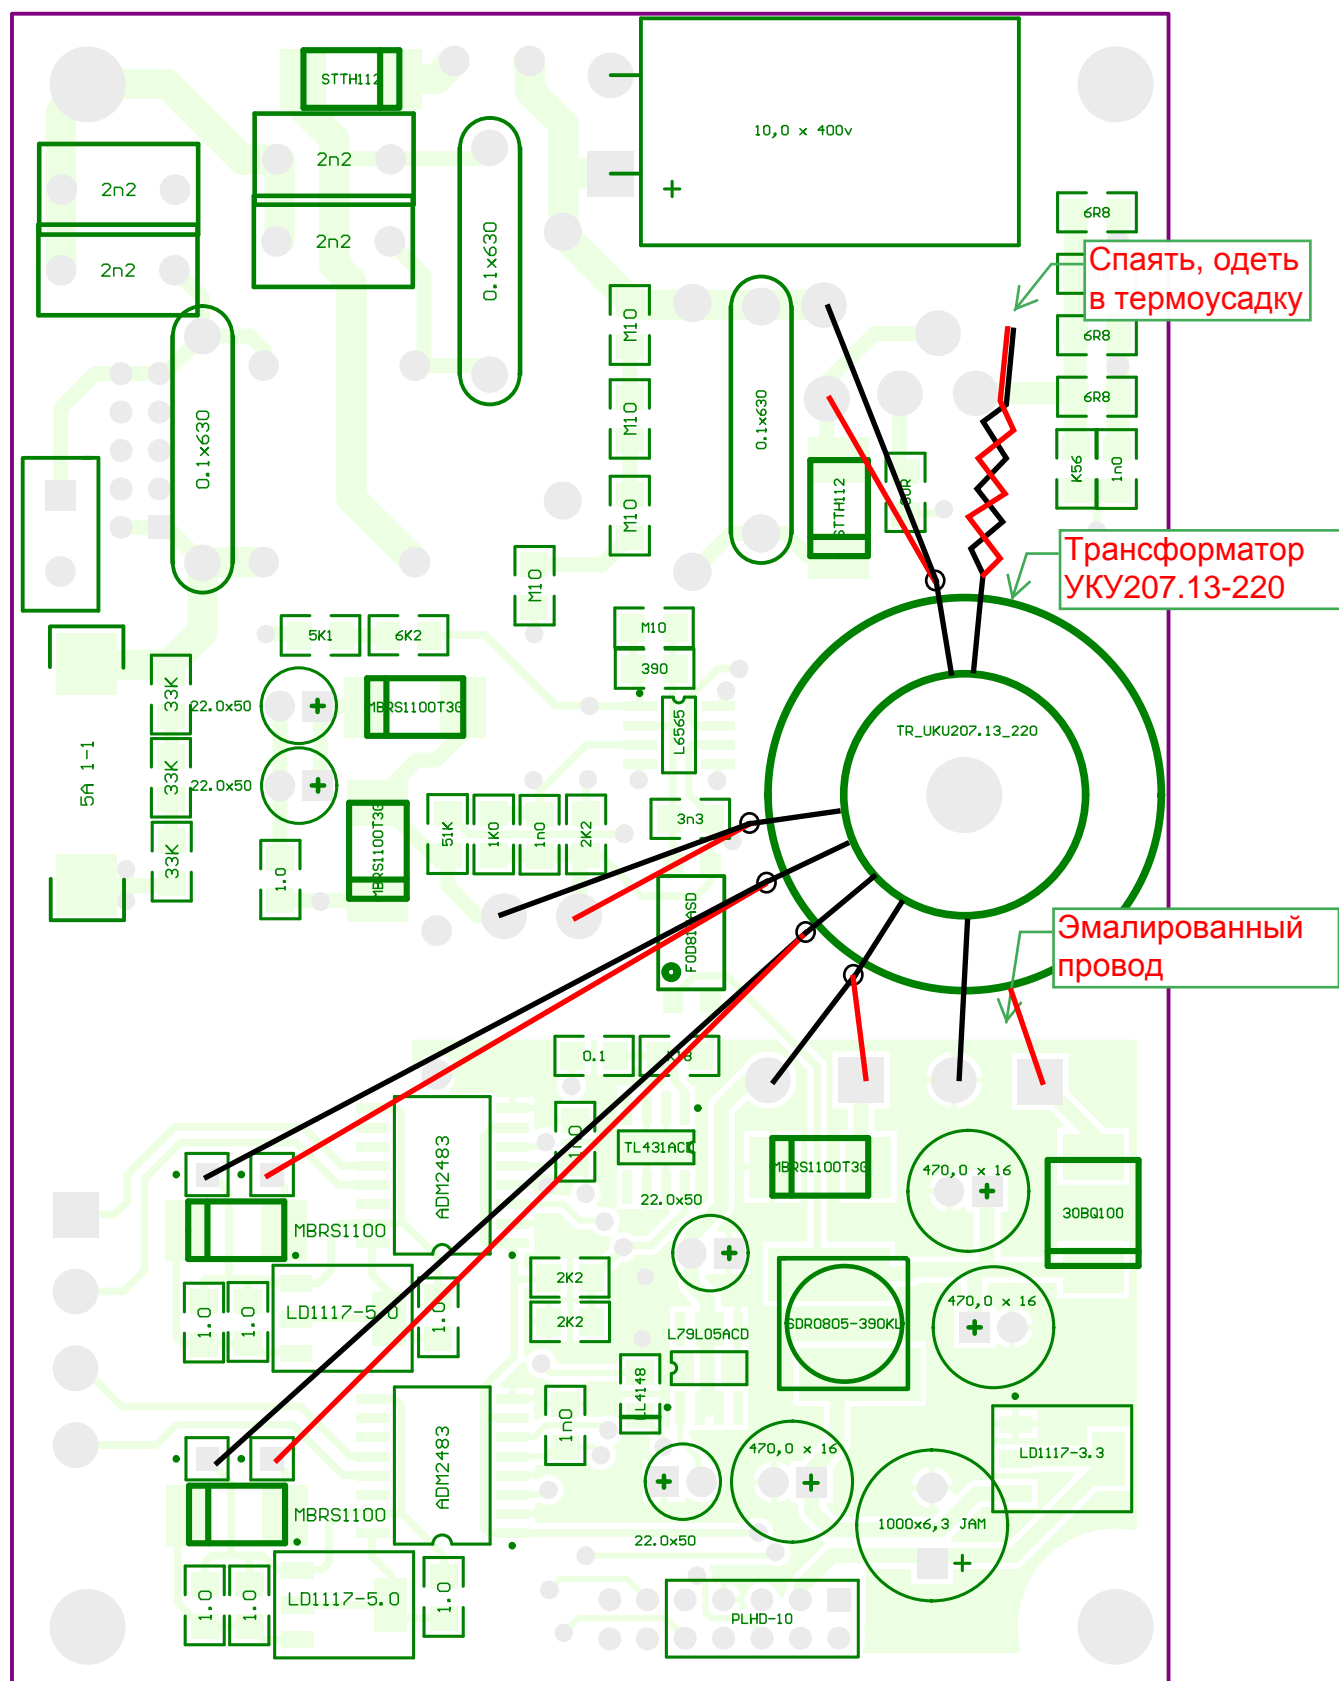 STTH112
2n2
10,0 x 400v
2n2
+
2n2
6R8
2n2
0.1x630
Спаять, одеть
в термоусадку
M10
6R8
6R8
M10
0.1x630
0.1x630
K56
1n0
M10
STTH112
M10
Трансформатор
УКУ207.13-220
5K1
6K2
M10
390
33K
22.0x50
+
MBRS1100T3G
L6565
TR_UKU207.13_220
5A 1-1
33K
22.0x50
+
3n3
51K
1K0
1n0
2K2
33K
1.0
MBRS1100T3G
Эмалированный
провод
0.1
1n0
TL431ACD
ADM2483
MBRS1100T3G
470,0 x 16
+
22.0x50
30BQ100
MBRS1100
+
2K2
470,0 x 16
1.0
1.0
LD1117-5.0
1.0
2K2
L79L05ACD
SDR0805-390KL
+
LL4148
1n0
ADM2483
470,0 x 16
LD1117-3.3
+
+
MBRS1100
1000x6,3 JAM
22.0x50
+
1.0
1.0
LD1117-5.0
1.0
PLHD-10